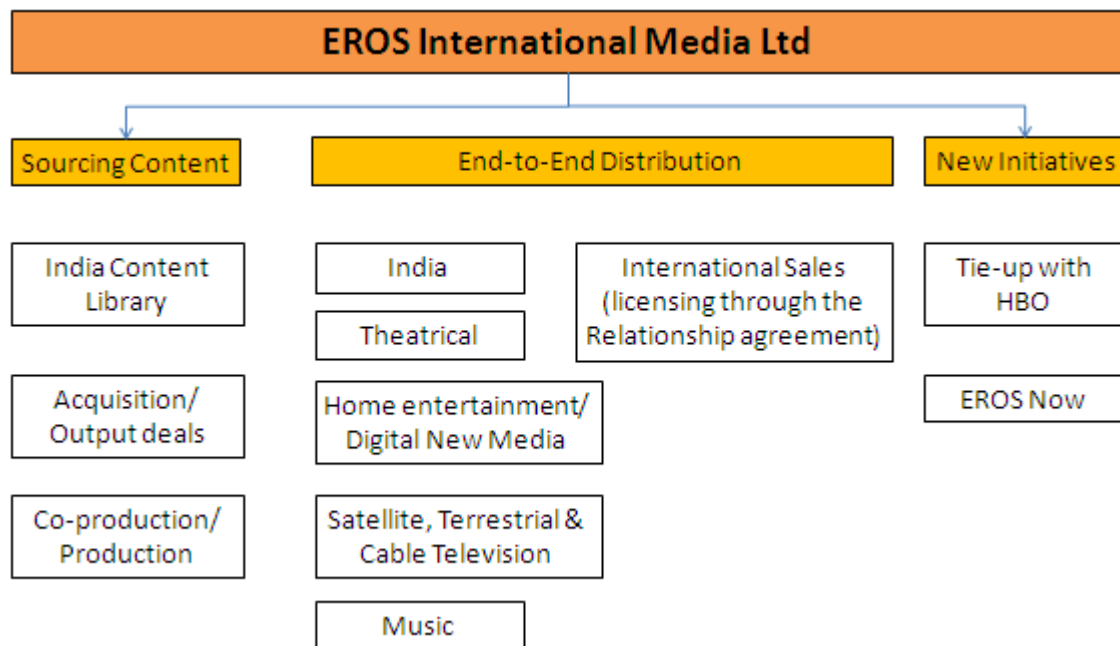 EROS International Media Ltd
Sourcing Content
End-to-End Distribution
New Initiatives
India Content
Library
Acquisition/
Output deals
Co-production/
Production
India
Theatrical
Home entertainment/
Digital New Media
Satellite, Terrestrial &
Cable Television
Music
International Sales
(licensing through the
Relationship agreement)
Tie-up with
HBO
EROS Now